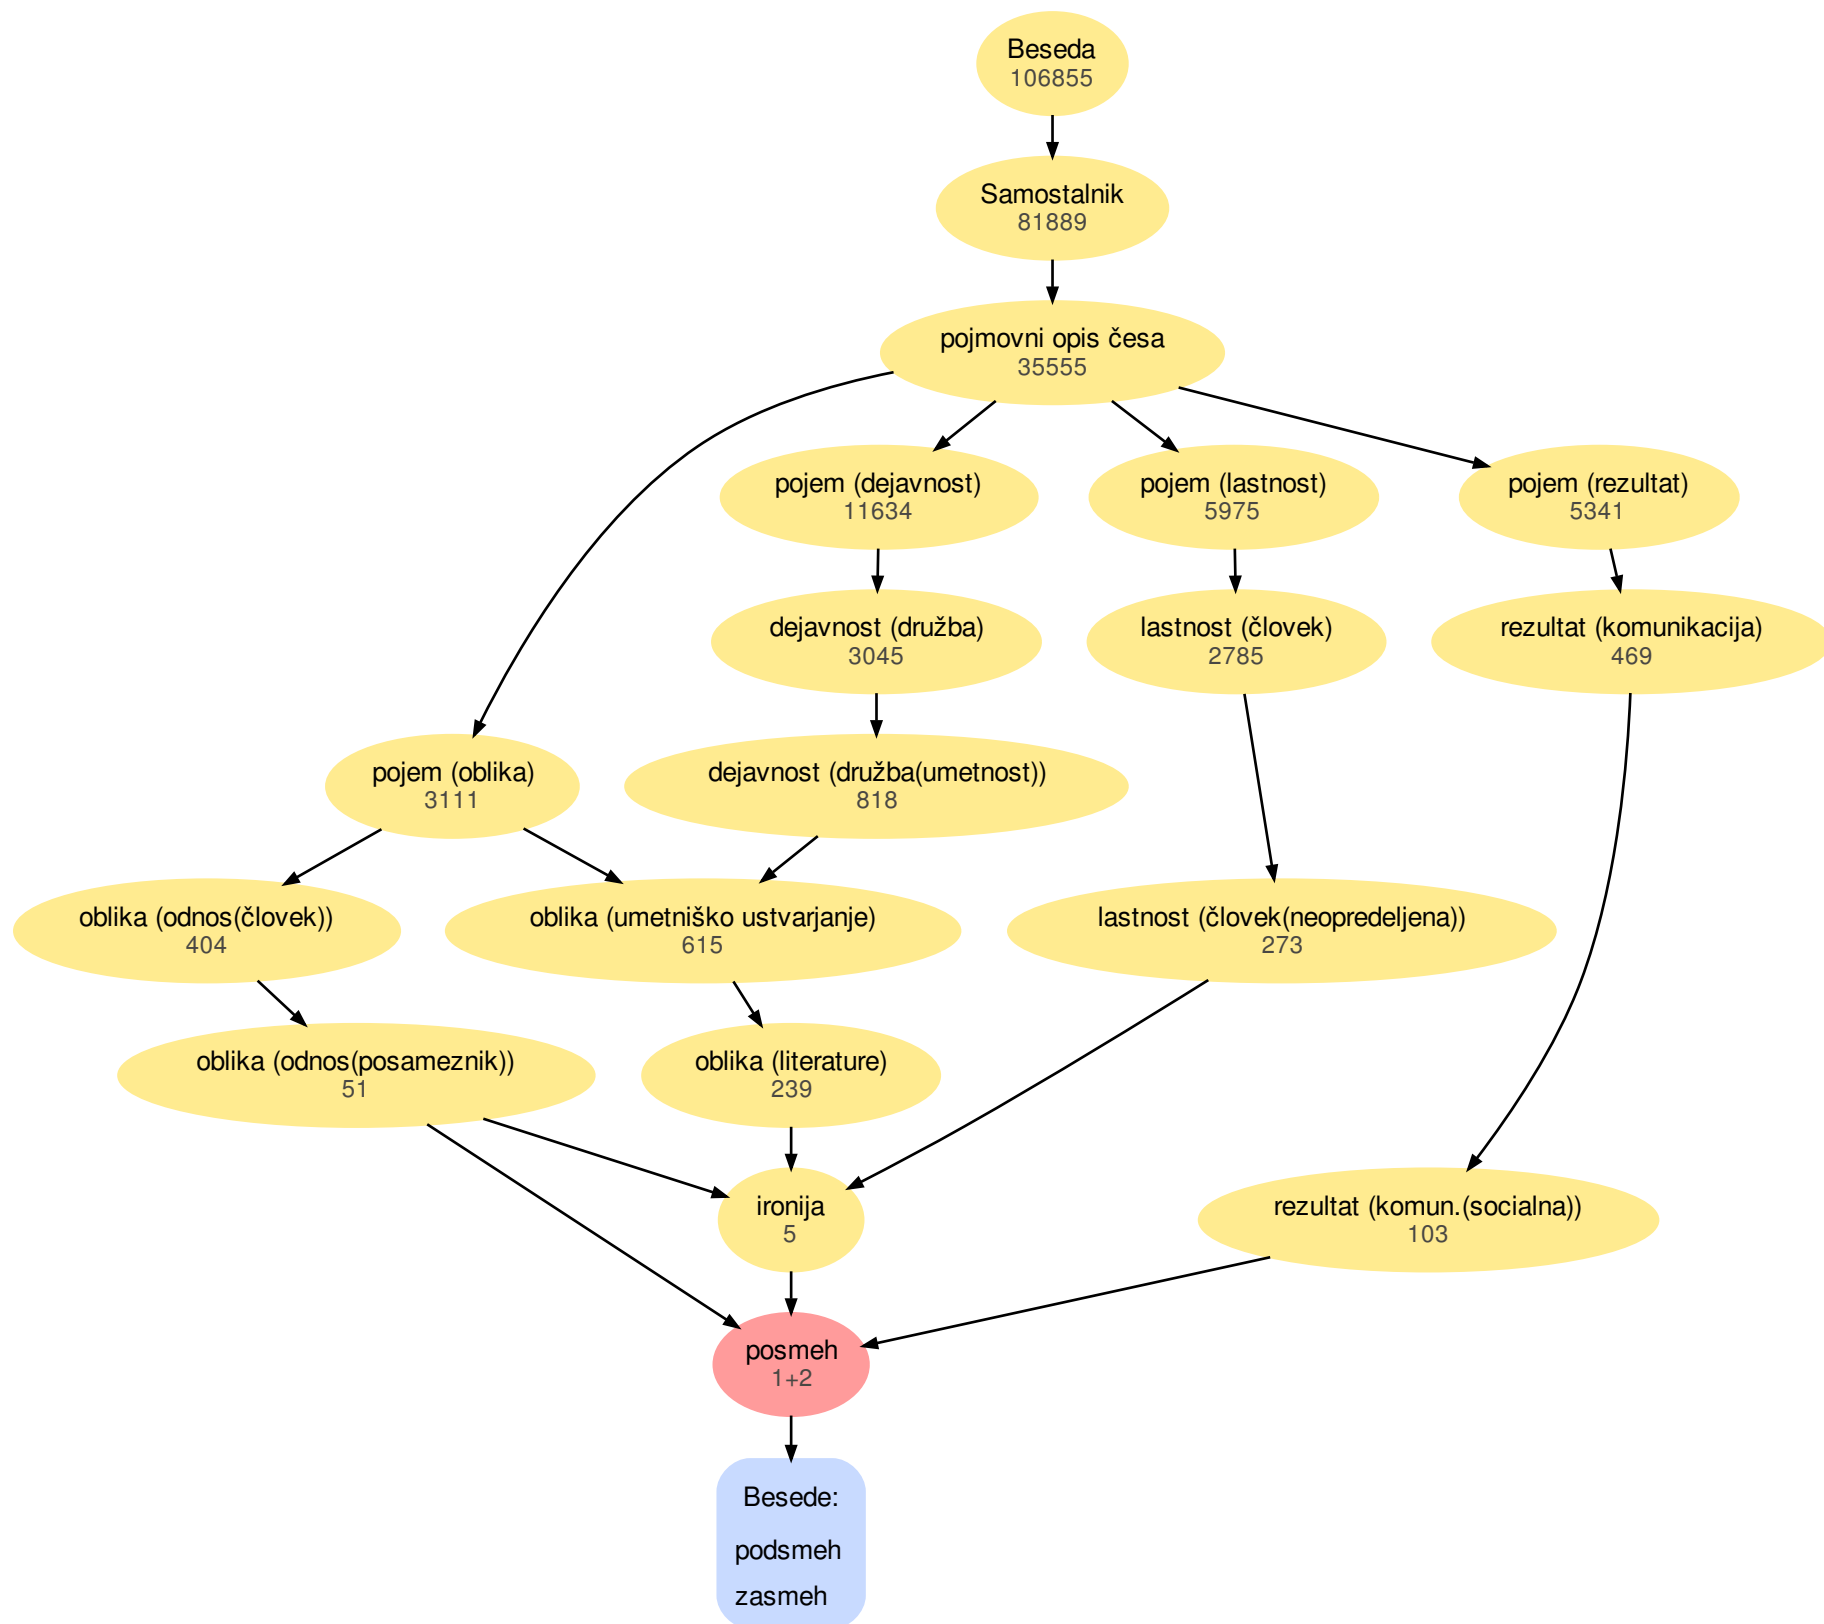 Beseda
106855
Samostalnik
81889
pojmovni opis česa
35555
pojem (dejavnost)
11634
pojem (lastnost)
5975
pojem (rezultat)
5341
dejavnost (družba)
3045
lastnost (človek)
2785
rezultat (komunikacija)
469
pojem (oblika)
3111
dejavnost (družba(umetnost))
818
oblika (odnos(človek))
404
oblika (umetniško ustvarjanje)
615
lastnost (človek(neopredeljena))
273
oblika (odnos(posameznik))
51
oblika (literature)
239
ironija
5
rezultat (komun.(socialna))
103
posmeh
1+2
Besede:
podsmeh
zasmeh